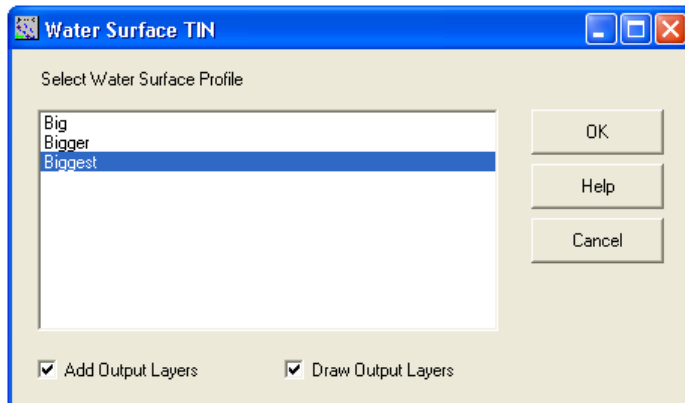 Water Surface TIN
Select Water Surface Profile
Big
Bigger
Biggest
OK
Help
Cancel
Add Output Layers
Draw Output Layers